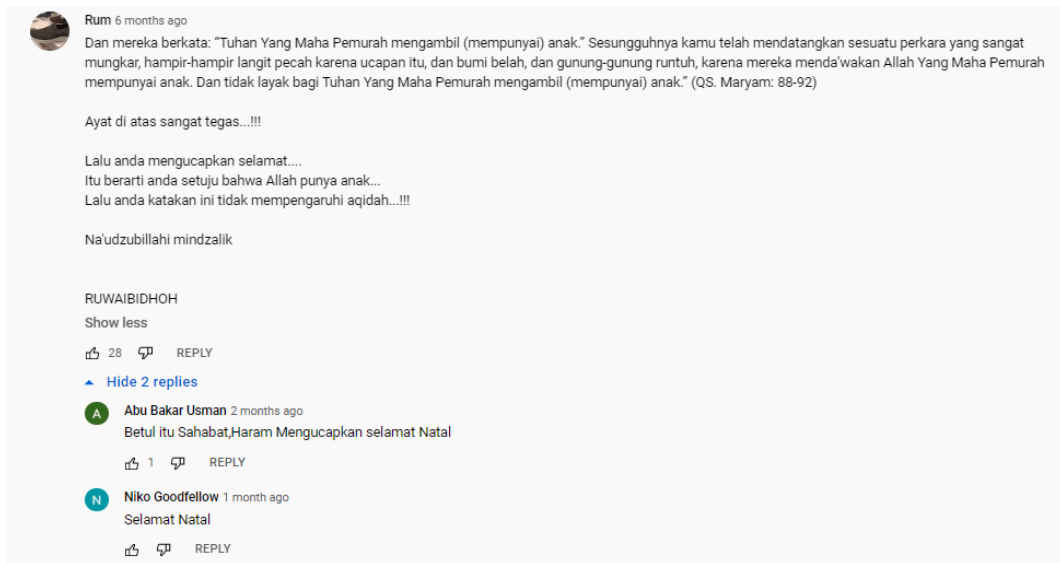 Rum 6 months ago
Dan mereka berkata: “Tuhan Yang Maha Pemurah mengambil (mempunyai) anak.” Sesungguhnya kamu telah mendatangkan sesuatu perkara yang sangat
mungkar, hampir-hampir langit pecah karena ucapan itu, dan bumi belah, dan gunung-gunung runtuh, karena mereka menda’wakan Allah Yang Maha Pemurah
mempunyai anak. Dan tidak layak bagi Tuhan Yang Maha Pemurah mengambil (mempunyai) anak.” (QS. Maryam: 88-92)
Ayat di atas sangat tegas...!!!
Lalu anda mengucapkan selamat....
Itu berarti anda setuju bahwa Allah punya anak...
Lalu anda katakan ini tidak mempengaruhi aqidah...!!!
Na'udzubillahi mindzalik
RUWAIBIDHOH
Show less
28 REPLY
Hide 2 replies
A
Abu Bakar Usman 2 months ago
Betul itu Sahabat,Haram Mengucapkan selamat Natal
1 REPLY
N
Niko Goodfellow 1 month ago
Selamat Natal
REPLY